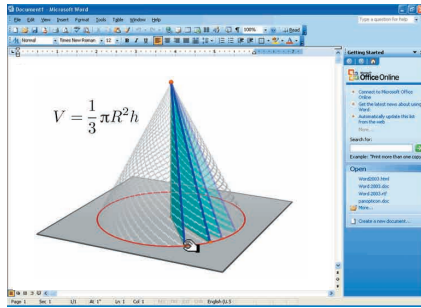 Document1 - Microsoft Word
File Edit View Insert Format Tools Table Window Help
Type a question for help
100%
Read
Normal
Times New Roman
12
B I U
Getting Started
Office Online
Connect to Microsoft Office Online
Get the latest news about using Word
Automatically update this list from the web
More...
Search for:
Example: "Print more than one copy"
V = 1/3 πR²h
Open
Word2003.html
Word 2003.doc
Word2003.rtf
More...
Create a new document...
Page 1 Sec 1 1/1 At 1" Ln 1 Col 1 REC TRK EXT OVR English (U.S